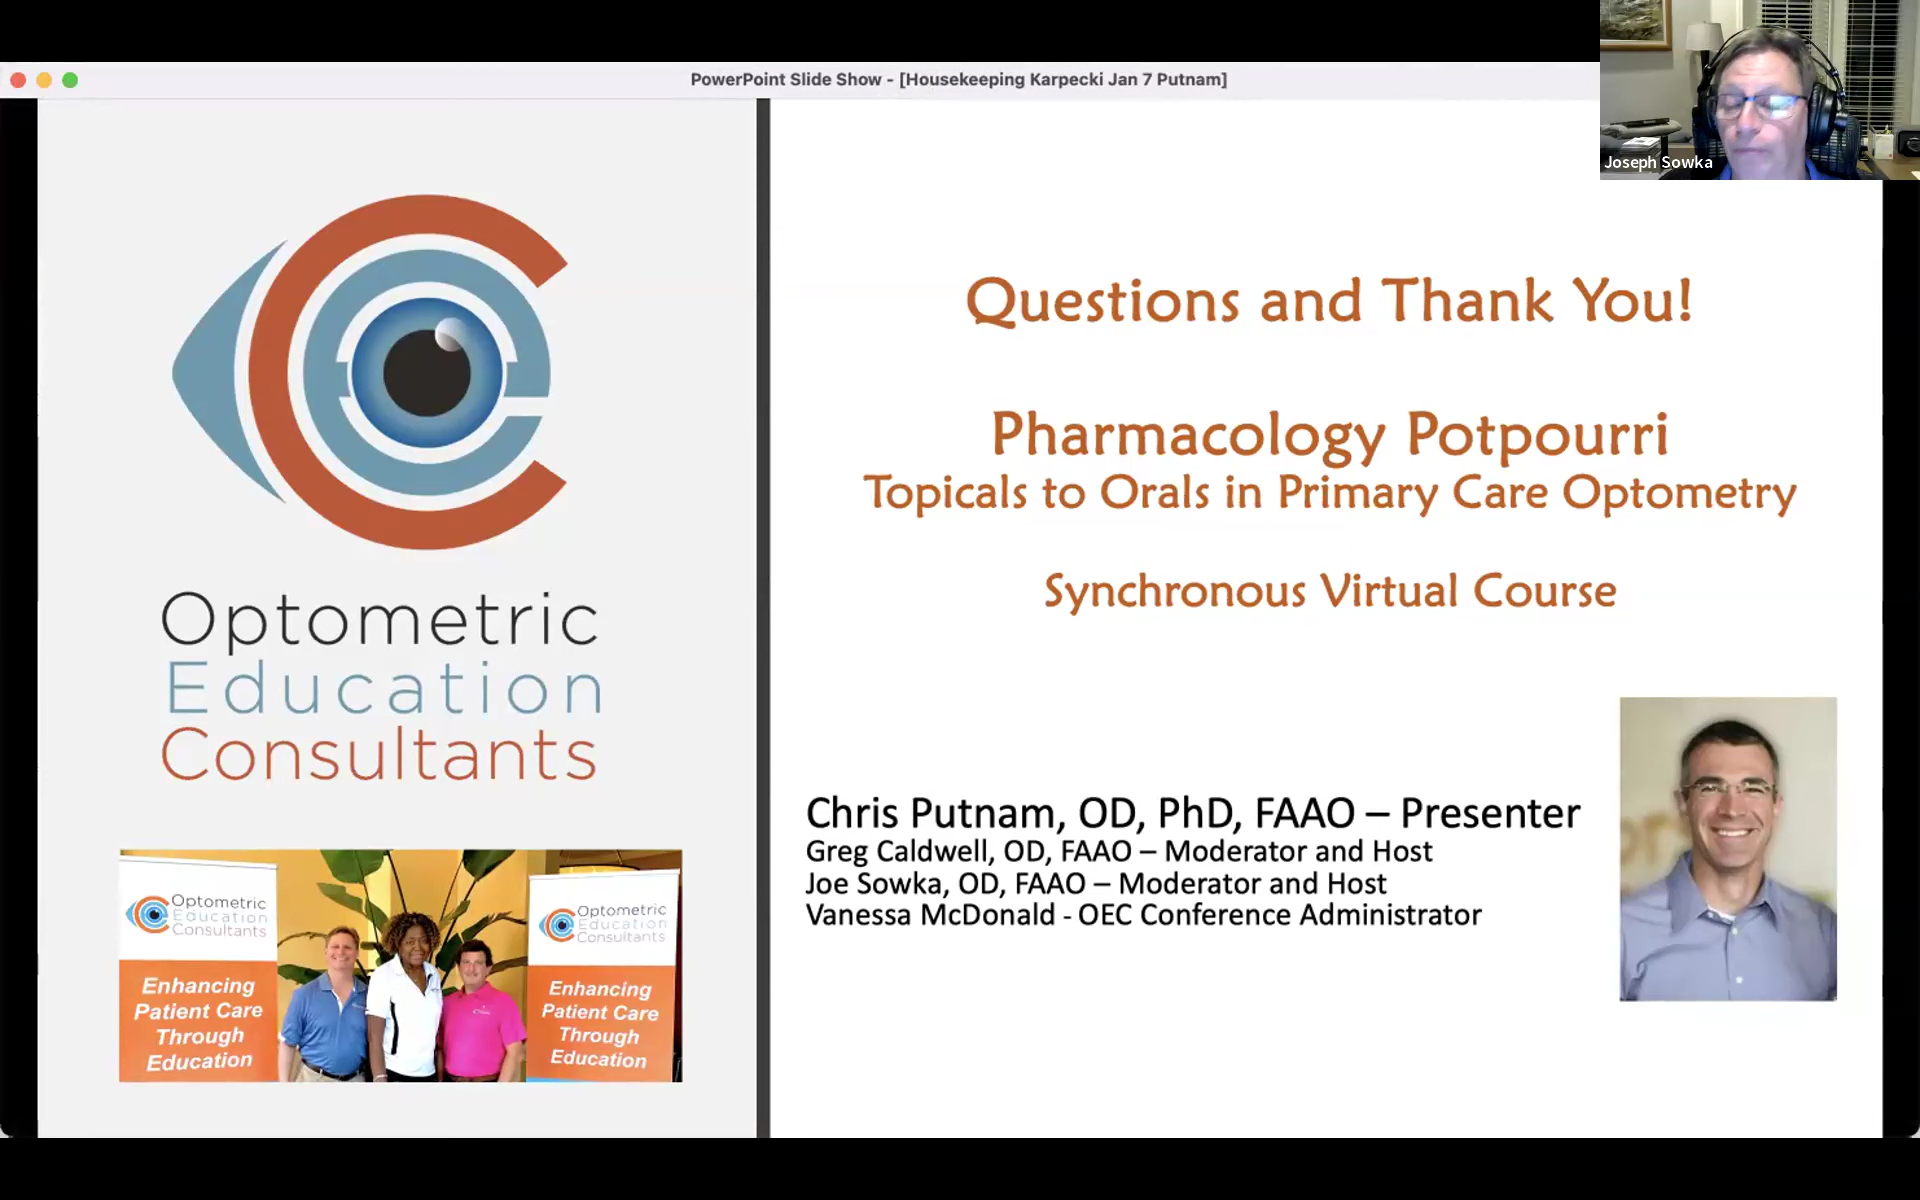 PowerPoint Slide Show - [Housekeeping Karpecki Jan 7 Putnam]
Joseph Sowka
Optometric
Education
Consultants
Optometric
Education
Consultants
Enhancing
Patient Care
Through
Education
Optometric
Education
Consultants
Enhancing
Patient Care
Through
Education
Questions and Thank You!
Pharmacology Potpourri
Topicals to Orals in Primary Care Optometry
Synchronous Virtual Course
Chris Putnam, OD, PhD, FAAO – Presenter
Greg Caldwell, OD, FAAO – Moderator and Host
Joe Sowka, OD, FAAO – Moderator and Host
Vanessa McDonald - OEC Conference Administrator